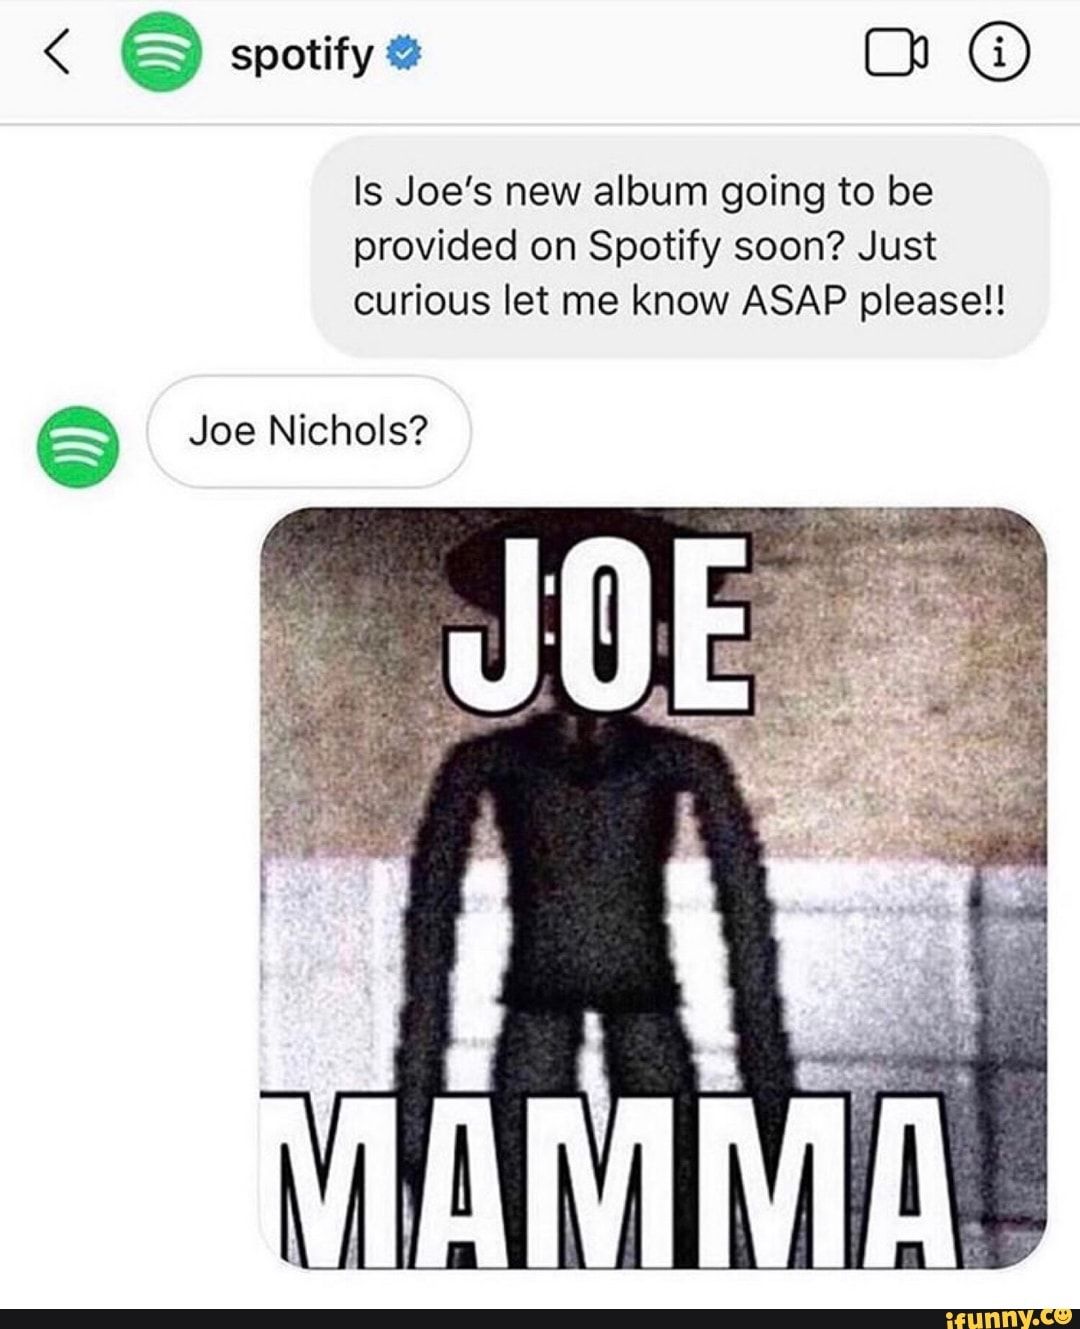 spotify
Is Joe's new album going to be
provided on Spotify soon? Just
curious let me know ASAP please!!
Joe Nichols?
JOE
MAMMA
ifunny.co